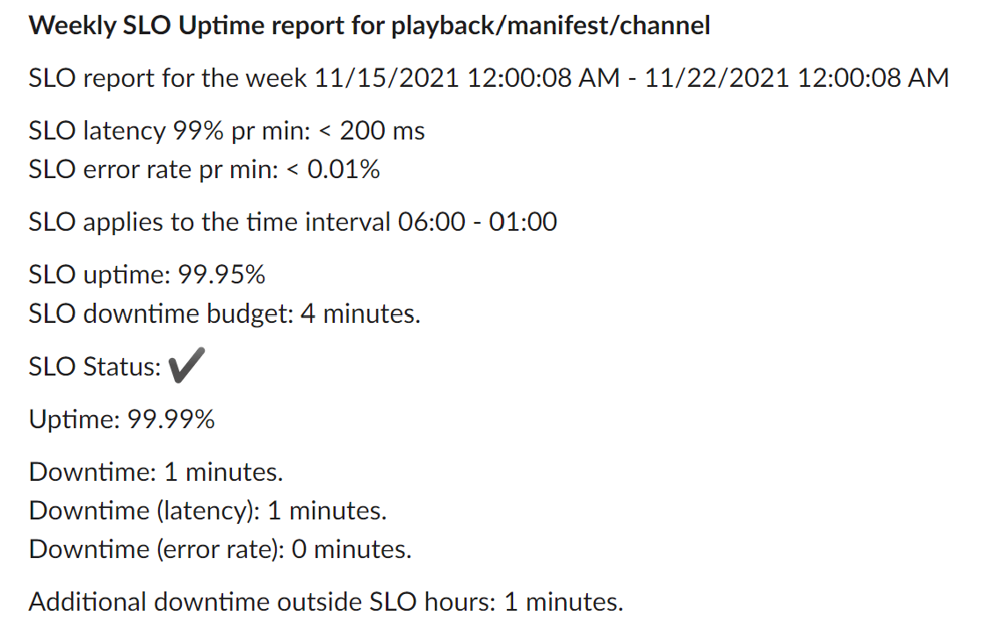 Weekly SLO Uptime report for playback/manifest/channel
SLO report for the week 11/15/2021 12:00:08 AM - 11/22/2021 12:00:08 AM
SLO latency 99% pr min: < 200 ms
SLO error rate pr min: < 0.01%
SLO applies to the time interval 06:00 - 01:00
SLO uptime: 99.95%
SLO downtime budget: 4 minutes.
SLO Status: ✔
Uptime: 99.99%
Downtime: 1 minutes.
Downtime (latency): 1 minutes.
Downtime (error rate): 0 minutes.
Additional downtime outside SLO hours: 1 minutes.